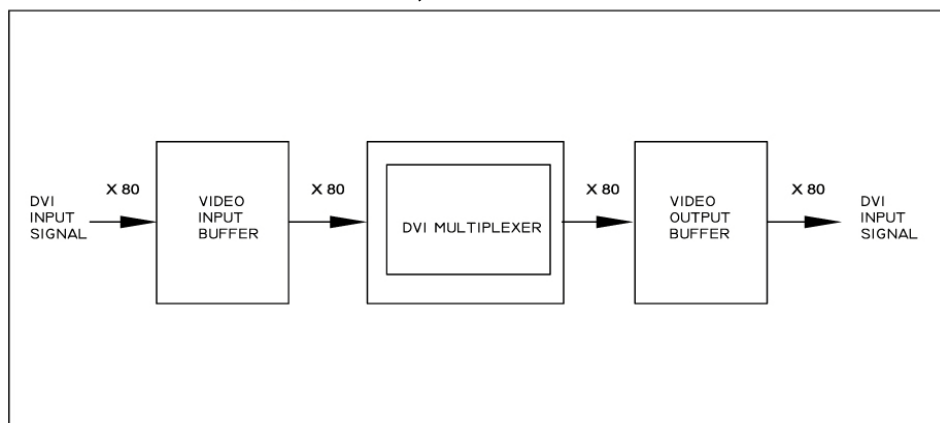 X 80
X 80
X 80
X 80
DVI
INPUT
SIGNAL
VIDEO
INPUT
BUFFER
DVI MULTIPLEXER
VIDEO
OUTPUT
BUFFER
DVI
INPUT
SIGNAL